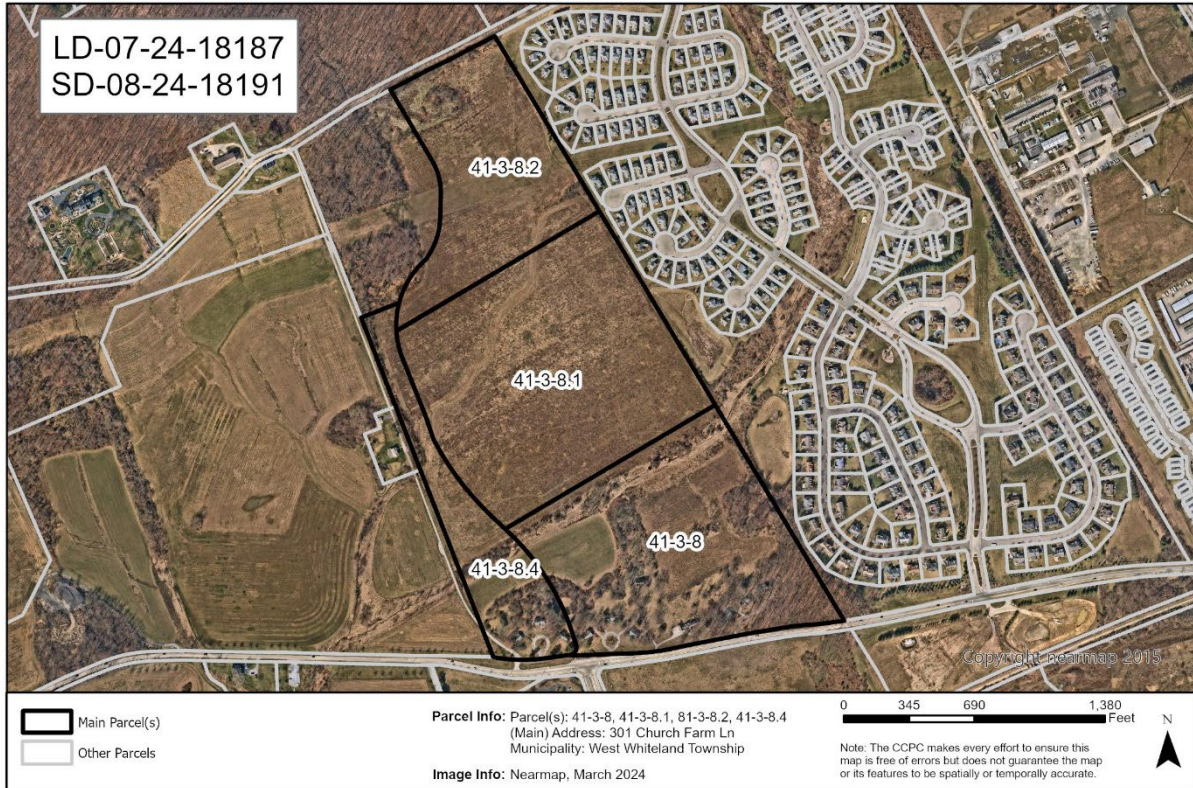 LD-07-24-18187
SD-08-24-18191
41-3-8.2
41-3-8.1
41-3-8
41-3-8.4
Copyright nearmap 2015
Main Parcel(s)
Other Parcels
Parcel Info: Parcel(s): 41-3-8, 41-3-8.1, 81-3-8.2, 41-3-8.4
(Main) Address: 301 Church Farm Ln
Municipality: West Whiteland Township
Image Info: Nearmap, March 2024
0 345 690 1,380
Feet
N
Note: The CCPC makes every effort to ensure this
map is free of errors but does not guarantee the map
or its features to be spatially or temporally accurate.